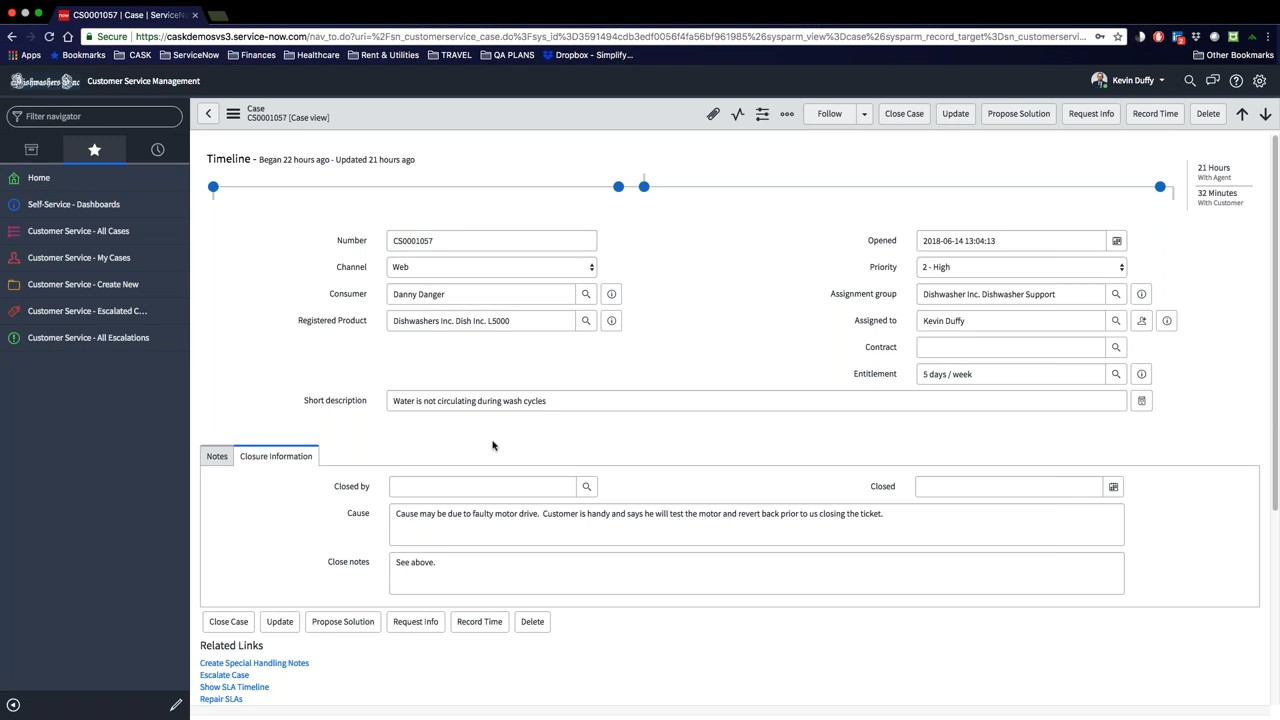 CS0001057 | Case | ServiceN
Secure | https://caskdemosvs3.service-now.com/nav_to.do?uri=%2Fsn_customerservice_case.do%3Fsys_id%3D3591494cdb3edf0056f4fa56bf961985%26sysparm_view%3Dcase%26sysparm_record_target%3Dsn_customerservi...
Apps Bookmarks CASK ServiceNow Finances Healthcare Rent & Utilities TRAVEL QA PLANS Dropbox - Simplify... Other Bookmarks
Customer Service Management Kevin Duffy
Filter navigator
Case
CS0001057 [Case view]
Follow Close Case Update Propose Solution Request Info Record Time Delete
Home
Self-Service - Dashboards
Customer Service - All Cases
Customer Service - My Cases
Customer Service - Create New
Customer Service - Escalated C...
Customer Service - All Escalations
Timeline - Began 22 hours ago - Updated 21 hours ago
21 Hours
With Agent
32 Minutes
With Customer
Number CS0001057 Opened 2018-06-14 13:04:13
Channel Web Priority 2 - High
Consumer Danny Danger Assignment group Dishwasher Inc. Dishwasher Support
Registered Product Dishwashers Inc. Dish Inc. L5000 Assigned to Kevin Duffy
Contract
Entitlement 5 days / week
Short description Water is not circulating during wash cycles
Notes Closure Information
Closed by Closed
Cause Cause may be due to faulty motor drive. Customer is handy and says he will test the motor and revert back prior to us closing the ticket.
Close notes See above.
Close Case Update Propose Solution Request Info Record Time Delete
Related Links
Create Special Handling Notes
Escalate Case
Show SLA Timeline
Repair SLAs